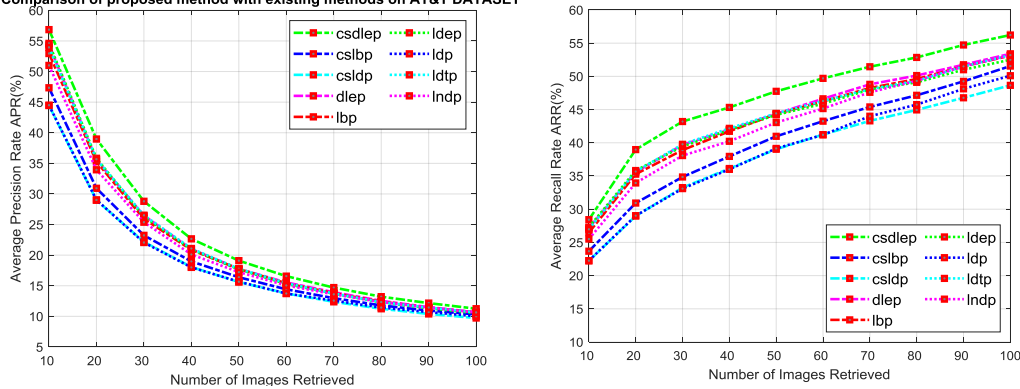 Comparison of proposed method with existing methods on AT&T DATASET
Average Precision Rate APR(%)
60
55
50
45
40
35
30
25
20
15
10
5
csdlep ldep
cslbp ldp
csldp ldtp
dlep lndp
lbp
10 20 30 40 50 60 70 80 90 100
Number of Images Retrieved
Average Recall Rate ARR(%)
60
55
50
45
40
35
30
25
20
15
10
csdlep ldep
cslbp ldp
csldp ldtp
dlep lndp
lbp
10 20 30 40 50 60 70 80 90 100
Number of Images Retrieved